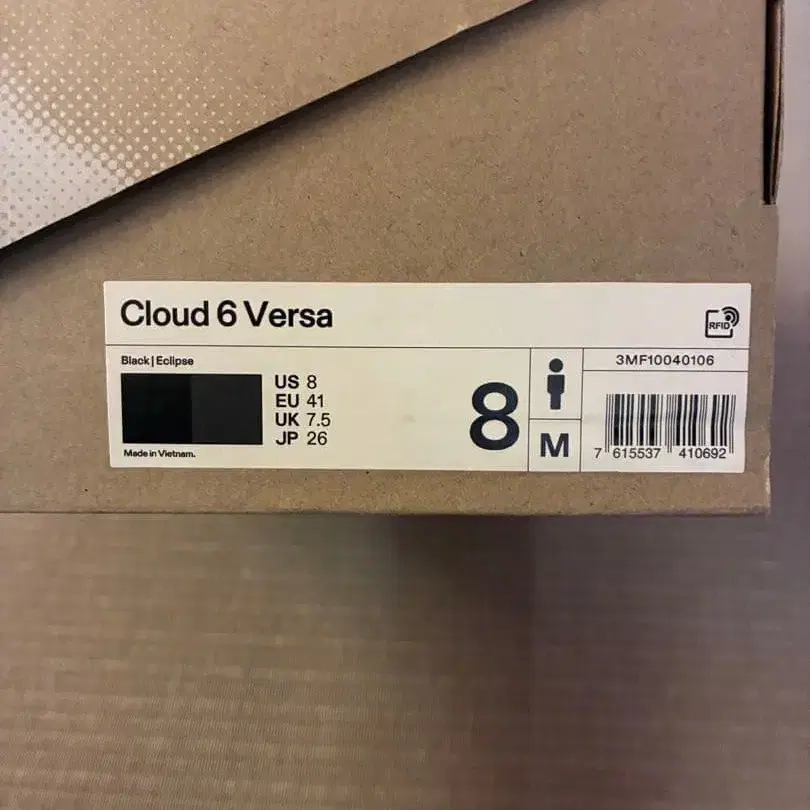 Cloud 6 Versa
RFID
Black | Eclipse
US 8
EU 41
UK 7.5
JP 26
Made in Vietnam.
8
M
3MF10040106
7 615537 410692